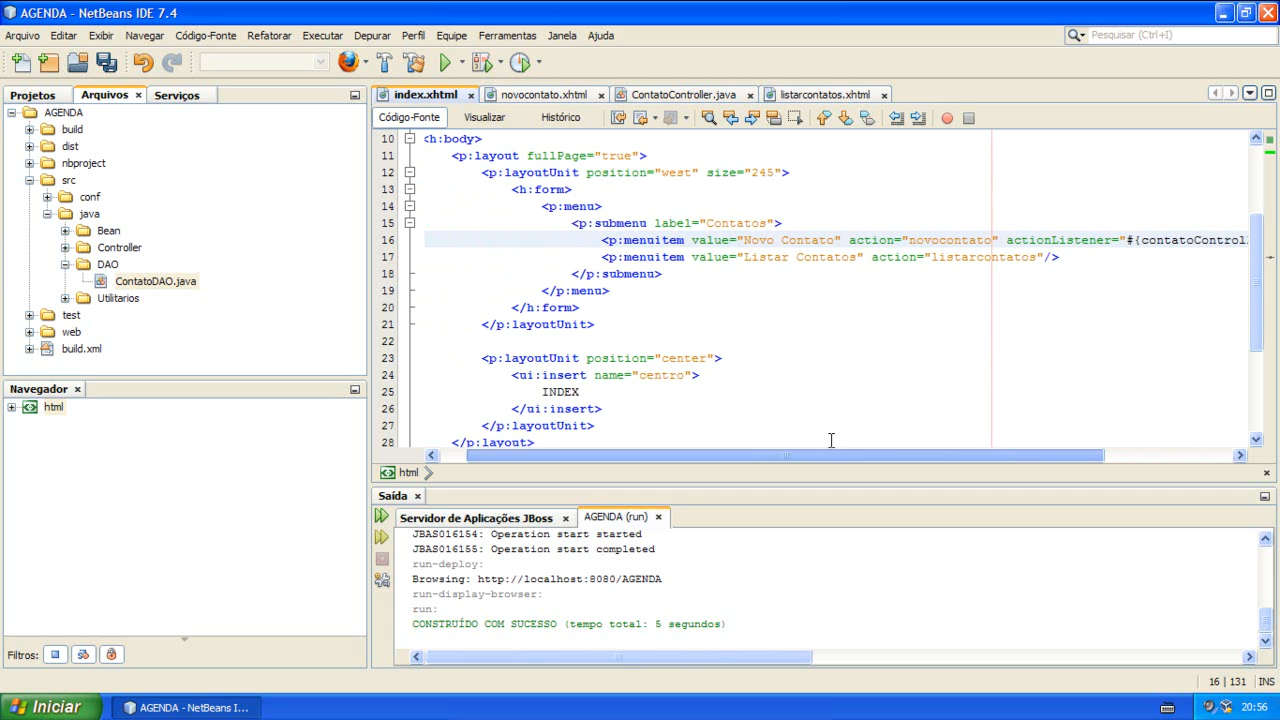 AGENDA - NetBeans IDE 7.4
Arquivo Editar Exibir Navegar Código-Fonte Refatorar Executar Depurar Perfil Equipe Ferramentas Janela Ajuda
Pesquisar (Ctrl+I)
Projetos Arquivos × Serviços
AGENDA
build
dist
nbproject
src
conf
java
Bean
Controller
DAO
ContatoDAO.java
Utilitarios
test
web
build.xml
Navegador ×
html
Filtros:
index.xhtml × novocontato.xhtml × ContatoController.java × listarcontatos.xhtml ×
Código-Fonte Visualizar Histórico
10 <h:body>
11 <p:layout fullPage="true">
12 <p:layoutUnit position="west" size="245">
13 <h:form>
14 <p:menu>
15 <p:submenu label="Contatos">
16 <p:menuitem value="Novo Contato" action="novocontato" actionListener="#{contatoControl
17 <p:menuitem value="Listar Contatos" action="listarcontatos"/>
18 </p:submenu>
19 </p:menu>
20 </h:form>
21 </p:layoutUnit>
22
23 <p:layoutUnit position="center">
24 <ui:insert name="centro">
25 INDEX
26 </ui:insert>
27 </p:layoutUnit>
28 </p:layout>
html
Saída ×
Servidor de Aplicações JBoss × AGENDA (run) ×
JBAS016154: Operation start started
JBAS016155: Operation start completed
run-deploy:
Browsing: http://localhost:8080/AGENDA
run-display-browser:
run:
CONSTRUÍDO COM SUCESSO (tempo total: 5 segundos)
16 | 131 INS
Iniciar AGENDA - NetBeans I... 20:56